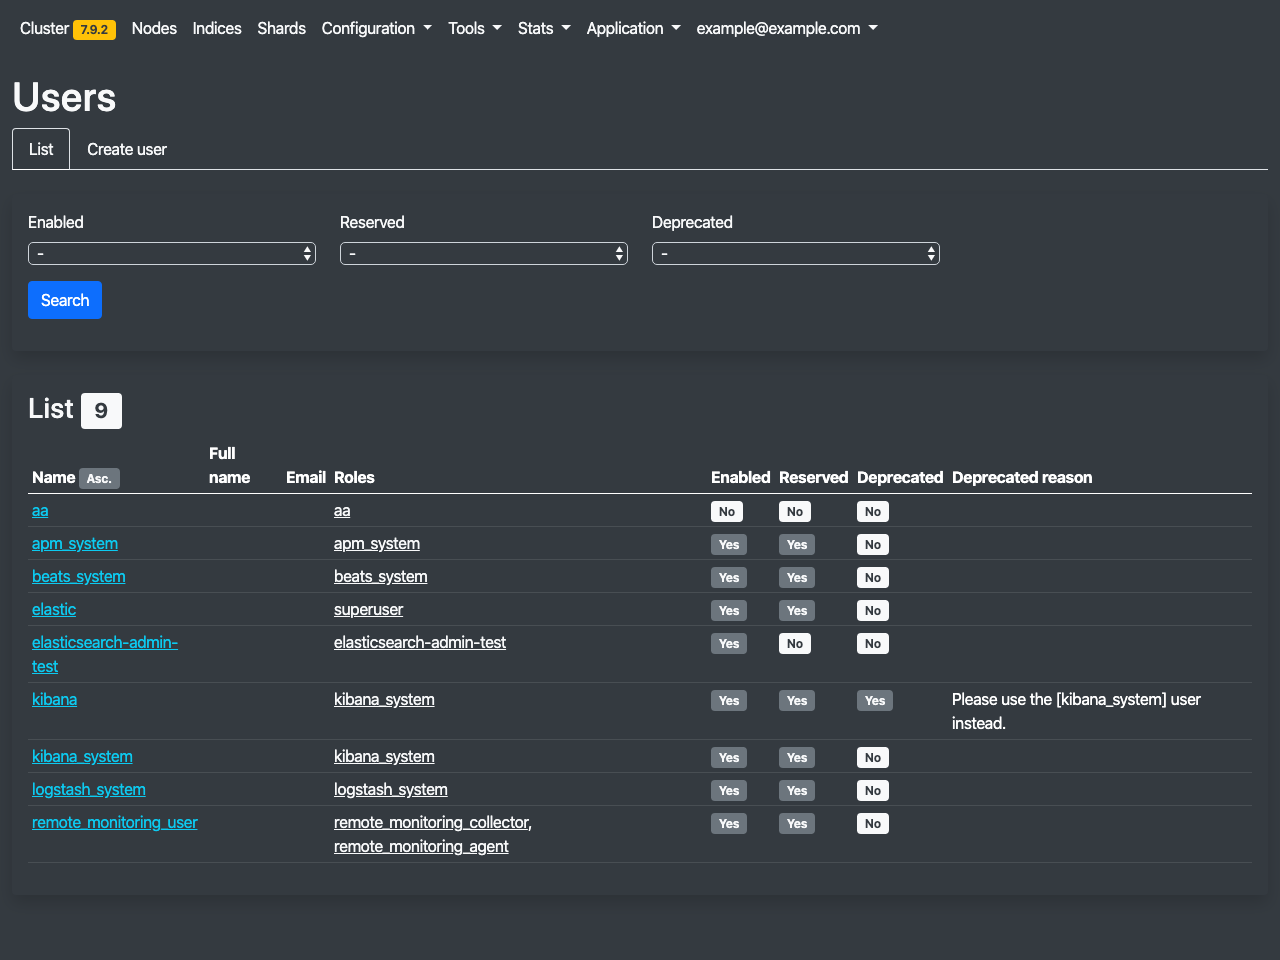 Cluster 7.9.2 Nodes Indices Shards Configuration Tools Stats Application example@example.com
Users
List Create user
Enabled Reserved Deprecated
- - -
Search
List 9
Name Asc. Full name Email Roles Enabled Reserved Deprecated Deprecated reason
aa aa No No No
apm_system apm_system Yes Yes No
beats_system beats_system Yes Yes No
elastic superuser Yes Yes No
elasticsearch-admin- elasticsearch-admin-test Yes No No
test
kibana kibana_system Yes Yes Yes Please use the [kibana_system] user
instead.
kibana_system kibana_system Yes Yes No
logstash_system logstash_system Yes Yes No
remote_monitoring_user remote_monitoring_collector, Yes Yes No
remote_monitoring_agent